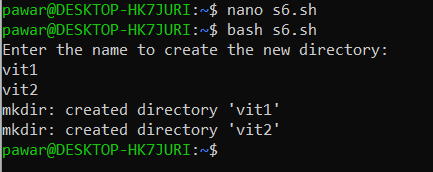 pawar@DESKTOP-HK7JURI:~$ nano s6.sh
pawar@DESKTOP-HK7JURI:~$ bash s6.sh
Enter the name to create the new directory:
vit1
vit2
mkdir: created directory 'vit1'
mkdir: created directory 'vit2'
pawar@DESKTOP-HK7JURI:~$